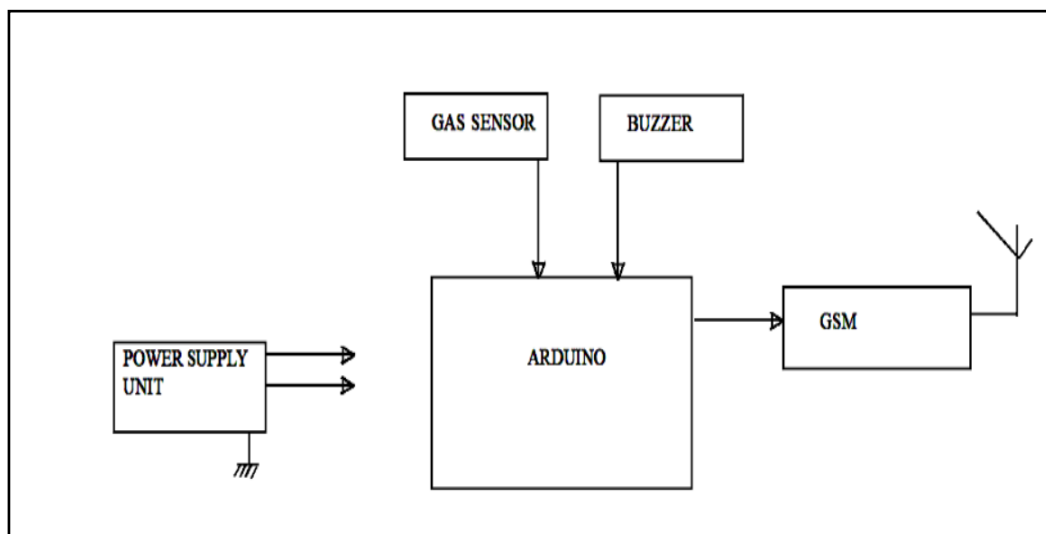 GAS SENSOR
BUZZER
GSM
POWER SUPPLY
UNIT
ARDUINO